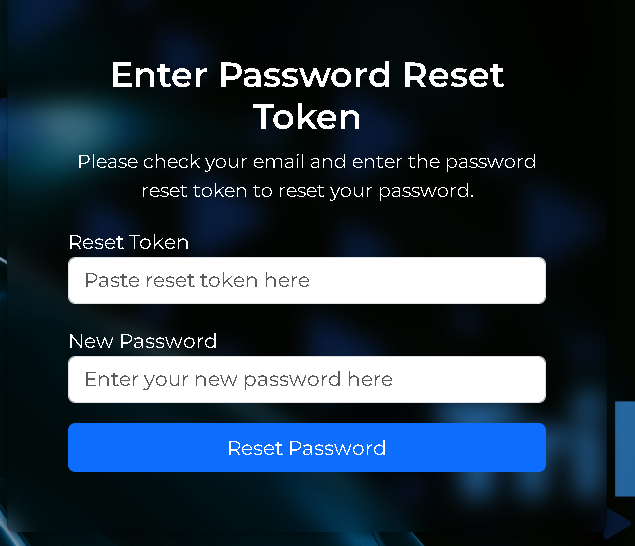 Enter Password Reset
Token
Please check your email and enter the password
reset token to reset your password.
Reset Token
Paste reset token here
New Password
Enter your new password here
Reset Password